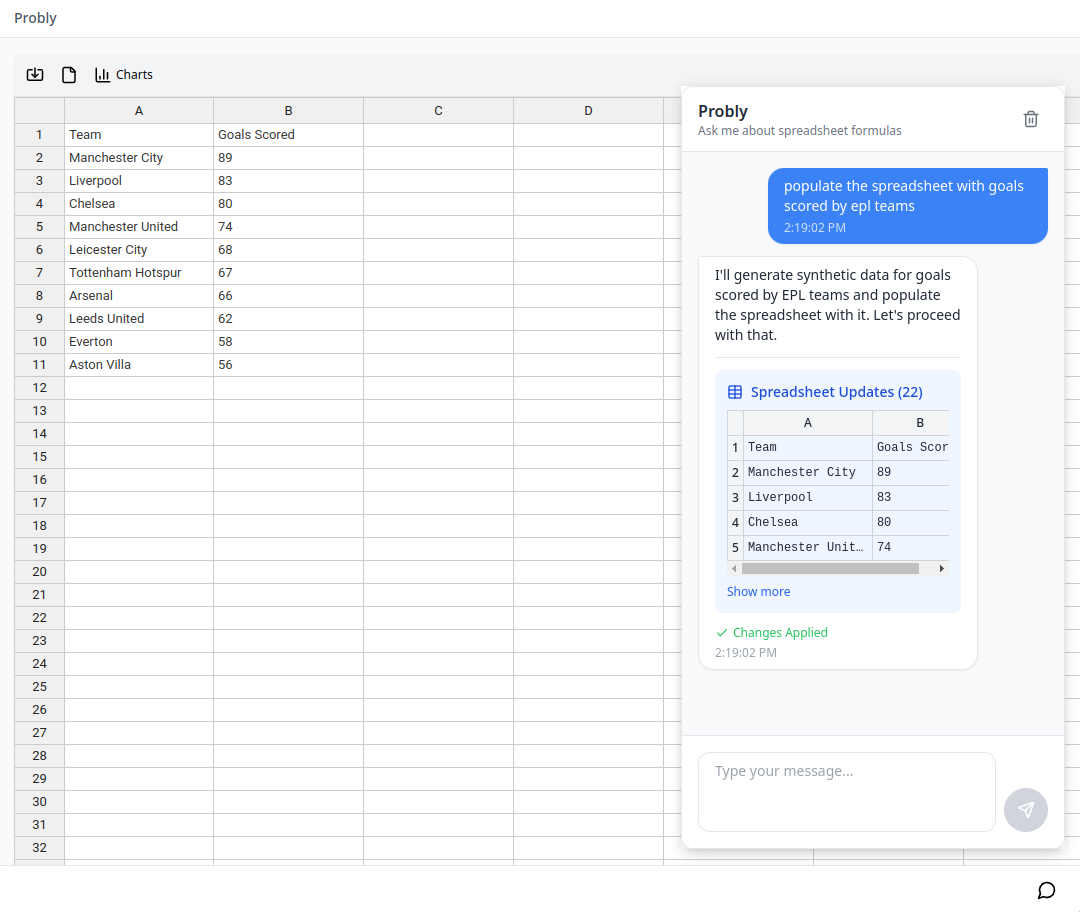 Probly
Charts
A B C D
1 Team Goals Scored
2 Manchester City 89
3 Liverpool 83
4 Chelsea 80
5 Manchester United 74
6 Leicester City 68
7 Tottenham Hotspur 67
8 Arsenal 66
9 Leeds United 62
10 Everton 58
11 Aston Villa 56
12
13
14
15
16
17
18
19
20
21
22
23
24
25
26
27
28
29
30
31
32
Probly
Ask me about spreadsheet formulas
populate the spreadsheet with goals
scored by epl teams
2:19:02 PM
I'll generate synthetic data for goals
scored by EPL teams and populate
the spreadsheet with it. Let's proceed
with that.
Spreadsheet Updates (22)
A B
1 Team Goals Scor
2 Manchester City 89
3 Liverpool 83
4 Chelsea 80
5 Manchester Unit… 74
Show more
Changes Applied
2:19:02 PM
Type your message...